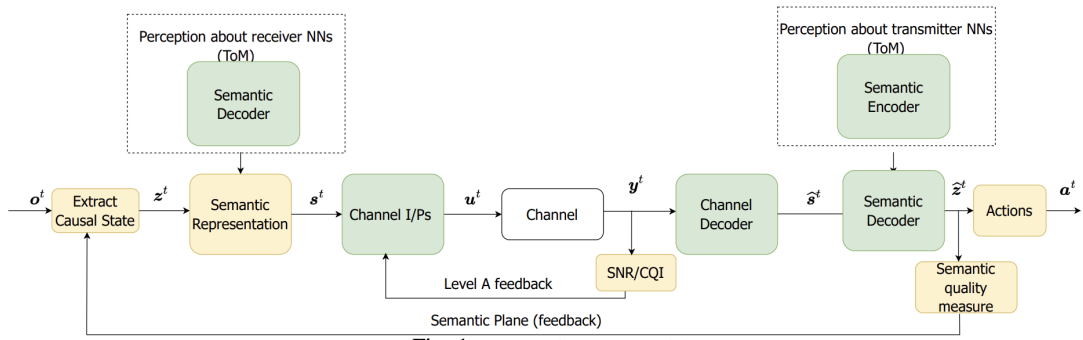 Perception about receiver NNs
(ToM)
Semantic
Decoder
Perception about transmitter NNs
(ToM)
Semantic
Encoder
o^t
Extract
Causal State
z^t
Semantic
Representation
s^t
Channel I/Ps
u^t
Channel
y^t
Channel
Decoder
ŝ^t
Semantic
Decoder
ẑ^t
Actions
a^t
SNR/CQI
Level A feedback
Semantic
quality
measure
Semantic Plane (feedback)